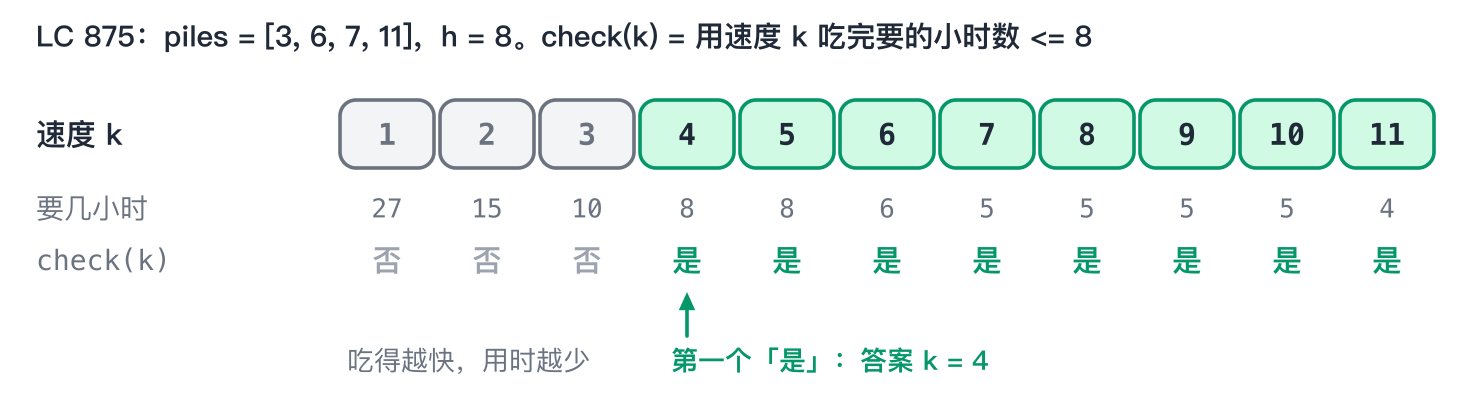 LC 875：piles = [3, 6, 7, 11]，h = 8。check(k) = 用速度 k 吃完要的小时数 <= 8
速度 k 1 2 3 4 5 6 7 8 9 10 11
要几小时 27 15 10 8 8 6 5 5 5 5 4
check(k) 否 否 否 是 是 是 是 是 是 是 是
吃得越快，用时越少 第一个「是」：答案 k = 4